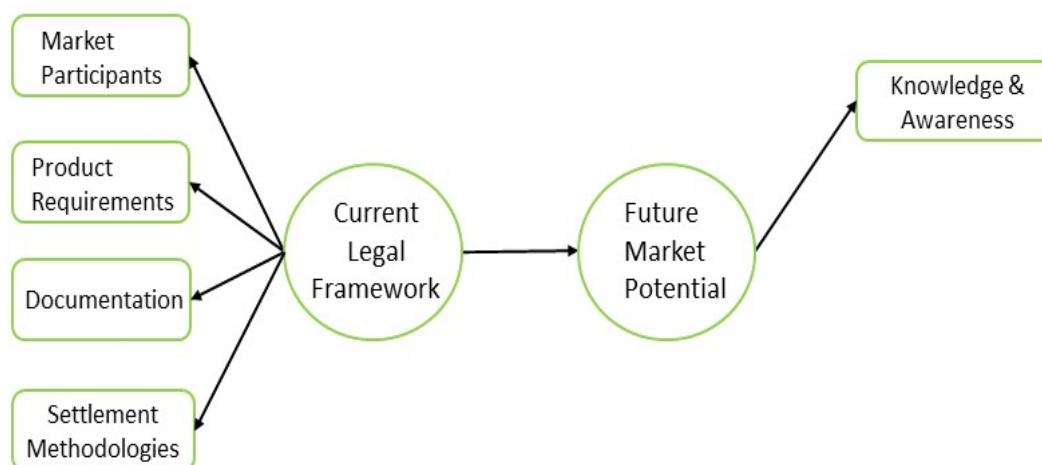 Market
Participants
Product
Requirements
Documentation
Settlement
Methodologies
Current
Legal
Framework
Future
Market
Potential
Knowledge &
Awareness